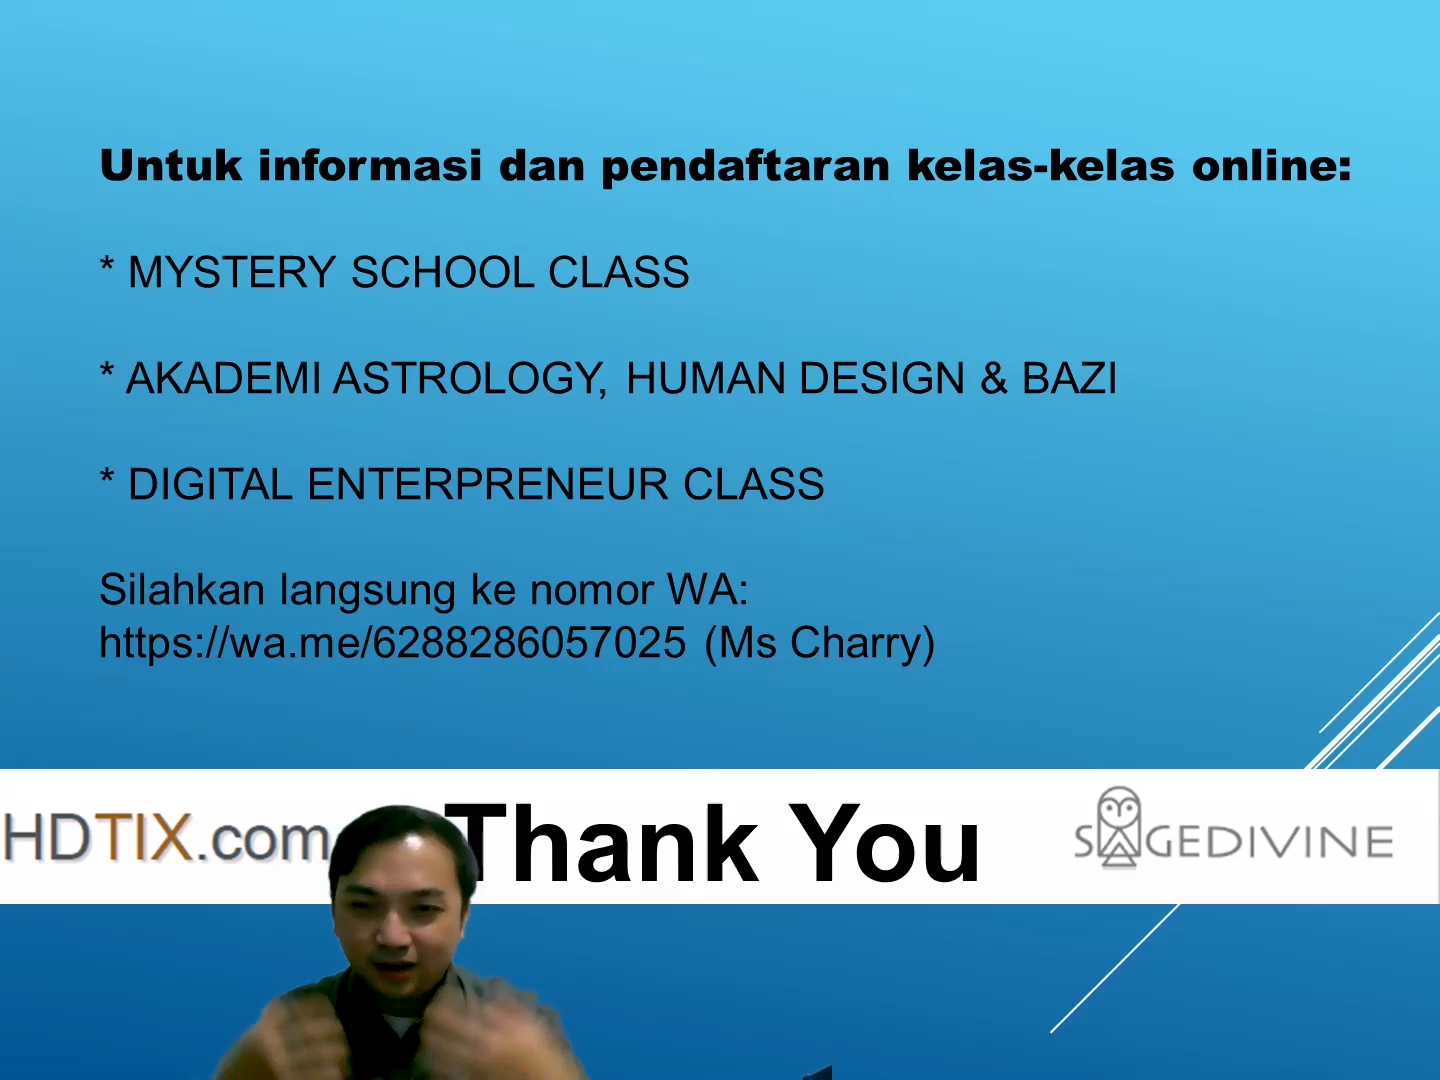 Untuk informasi dan pendaftaran kelas-kelas online:
* MYSTERY SCHOOL CLASS
* AKADEMI ASTROLOGY, HUMAN DESIGN & BAZI
* DIGITAL ENTERPRENEUR CLASS
Silahkan langsung ke nomor WA:
https://wa.me/6288286057025 (Ms Charry)
HDTIX.com
Thank You
SAGEDIVINE